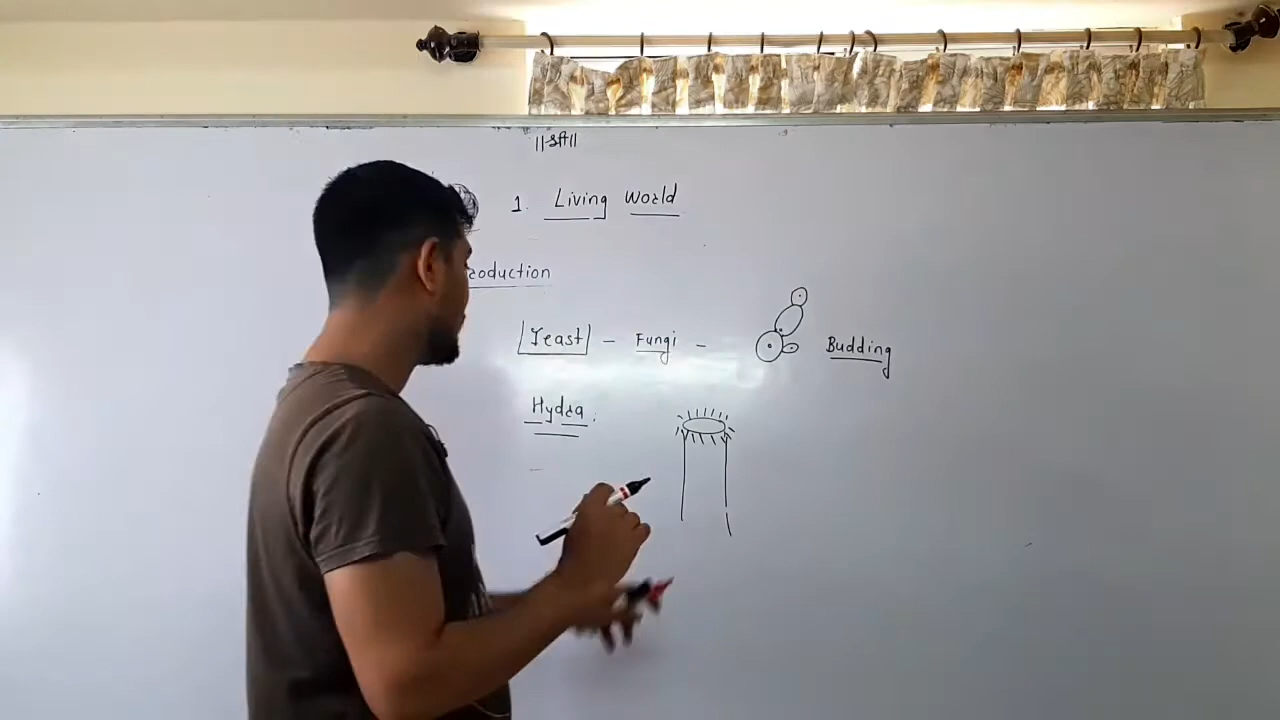 ||श्री||
1. Living World
roduction
Yeast – Fungi – Budding
Hydra.